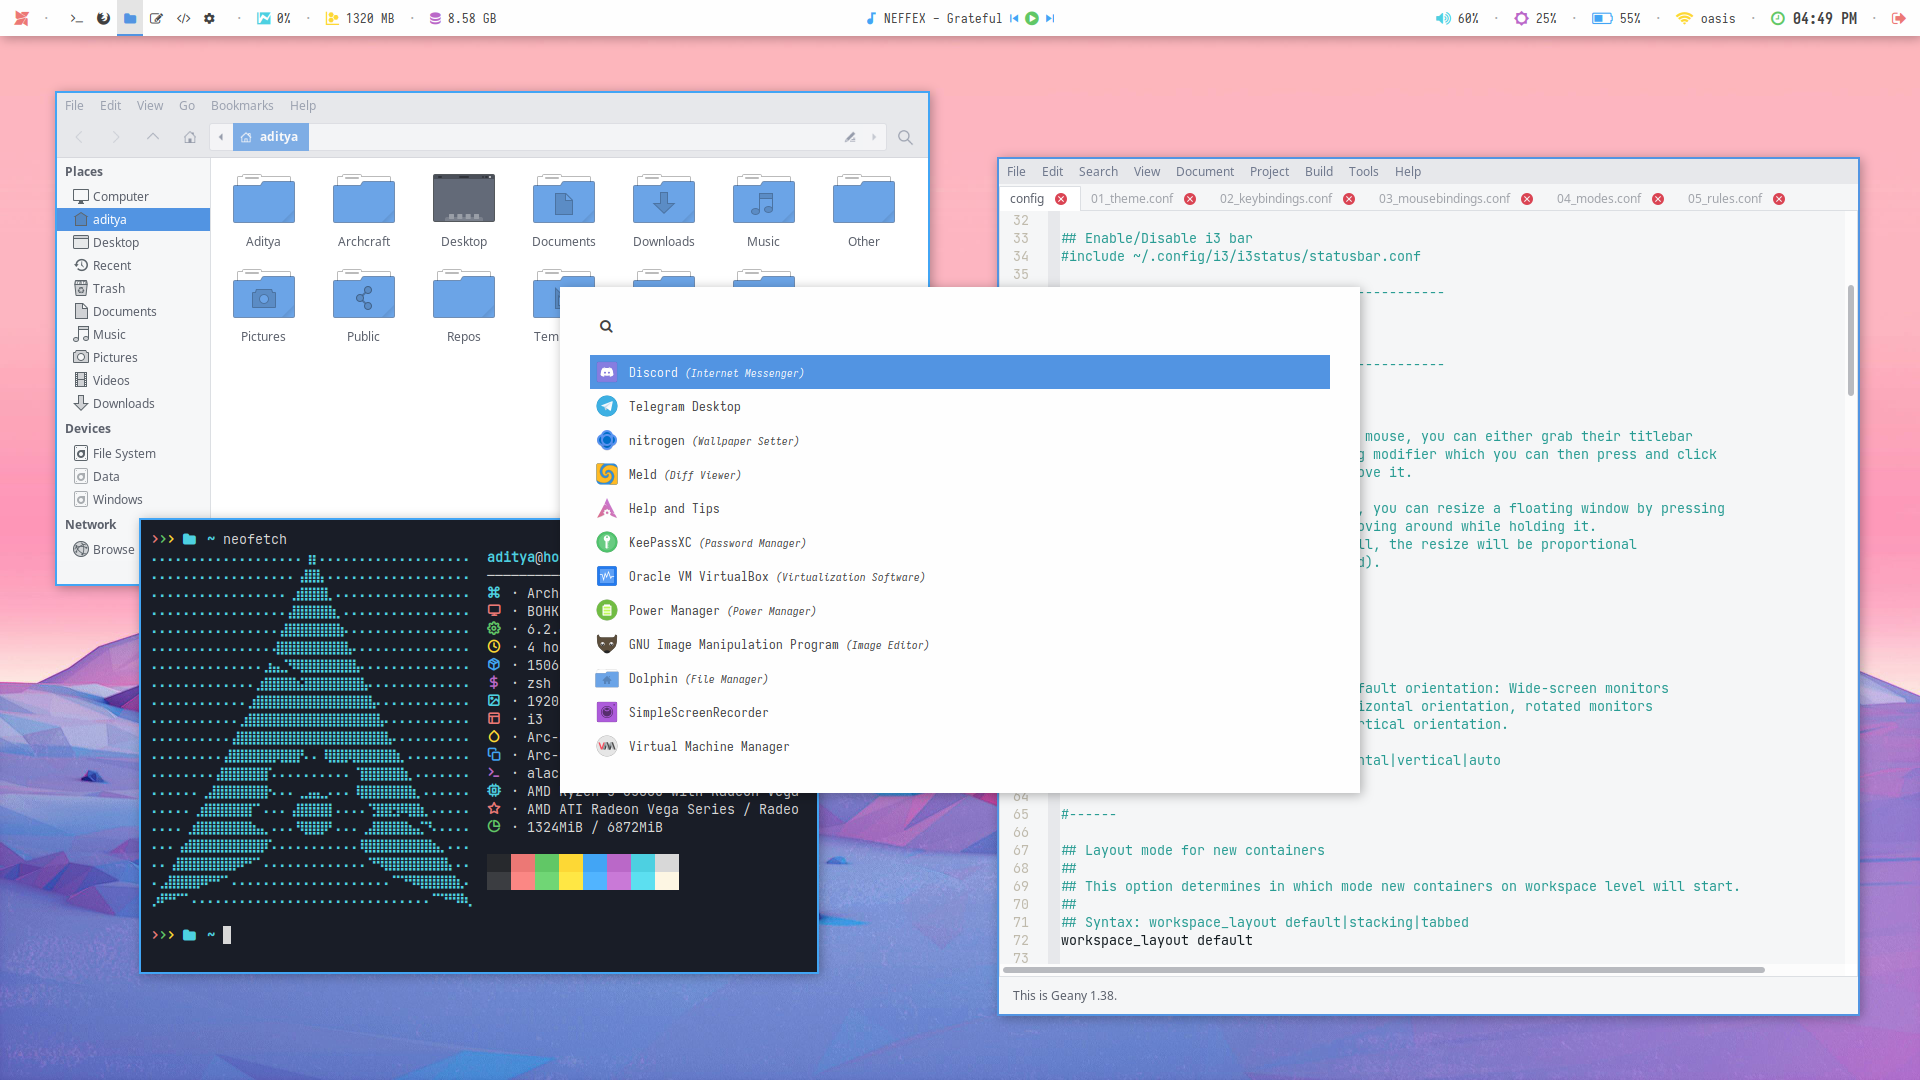 0%
1320 MB
8.58 GB
NEFFEX - Grateful
60%
25%
55%
oasis
04:49 PM
File Edit View Go Bookmarks Help
aditya
Places
Computer
aditya
Desktop
Recent
Trash
Documents
Music
Pictures
Videos
Downloads
Devices
File System
Data
Windows
Network
Browse
Aditya Archcraft Desktop Documents Downloads Music Other
Pictures Public Repos
~ neofetch
aditya@ho
· Arch
· BOHK
· 6.2.
· 4 ho
· 1506
· zsh
· 1920
· i3
· Arc-
· Arc-
· alac
· AMD Ryzen 5 5500U with Radeon Vega
· AMD ATI Radeon Vega Series / Radeo
· 1324MiB / 6872MiB
~
Discord (Internet Messenger)
Telegram Desktop
nitrogen (Wallpaper Setter)
Meld (Diff Viewer)
Help and Tips
KeePassXC (Password Manager)
Oracle VM VirtualBox (Virtualization Software)
Power Manager (Power Manager)
GNU Image Manipulation Program (Image Editor)
Dolphin (File Manager)
SimpleScreenRecorder
Virtual Machine Manager
File Edit Search View Document Project Build Tools Help
config 01_theme.conf 02_keybindings.conf 03_mousebindings.conf 04_modes.conf 05_rules.conf
32
33 ## Enable/Disable i3 bar
34 #include ~/.config/i3/i3status/statusbar.conf
35
-----------
-----------
mouse, you can either grab their titlebar
g modifier which you can then press and click
ove it.
, you can resize a floating window by pressing
oving around while holding it.
ll, the resize will be proportional
d).
fault orientation: Wide-screen monitors
izontal orientation, rotated monitors
rtical orientation.
ntal|vertical|auto
64
65 #------
66
67 ## Layout mode for new containers
68 ##
69 ## This option determines in which mode new containers on workspace level will start.
70 ##
71 ## Syntax: workspace_layout default|stacking|tabbed
72 workspace_layout default
73
This is Geany 1.38.